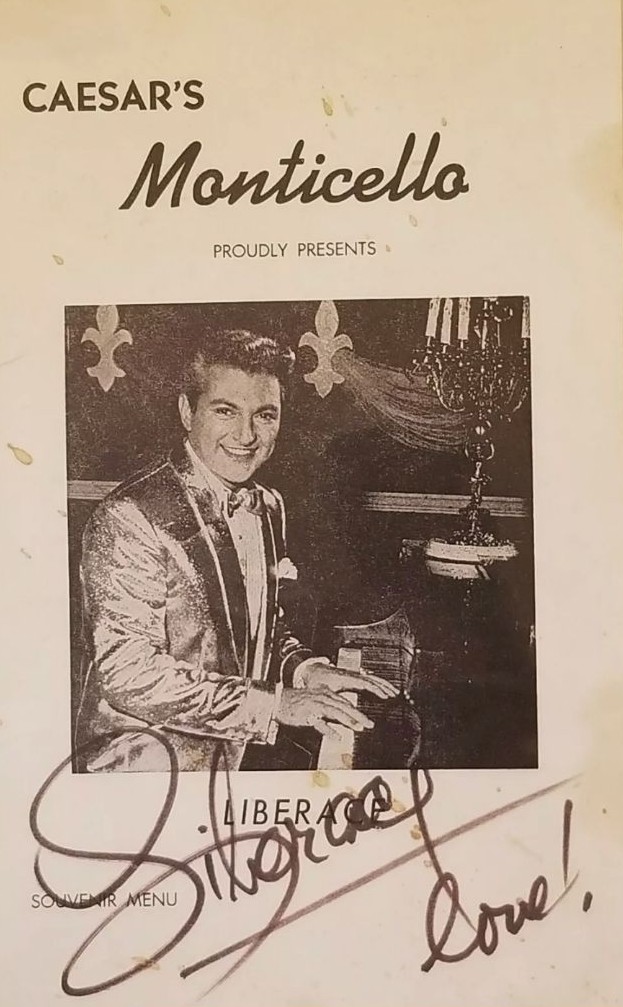 CAESAR'S
Monticello
PROUDLY PRESENTS
LIBERACE
Liberace
SOUVENIR MENU
love!